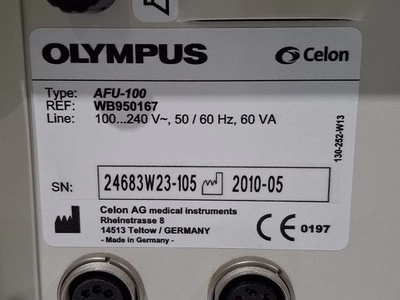 OLYMPUS Celon
Type: AFU-100
REF: WB950167
Line: 100...240 V~, 50 / 60 Hz, 60 VA
130-252-W13
SN: 24683W23-105 2010-05
Celon AG medical instruments
Rheinstrasse 8
14513 Teltow / GERMANY
- Made in Germany -
CE 0197